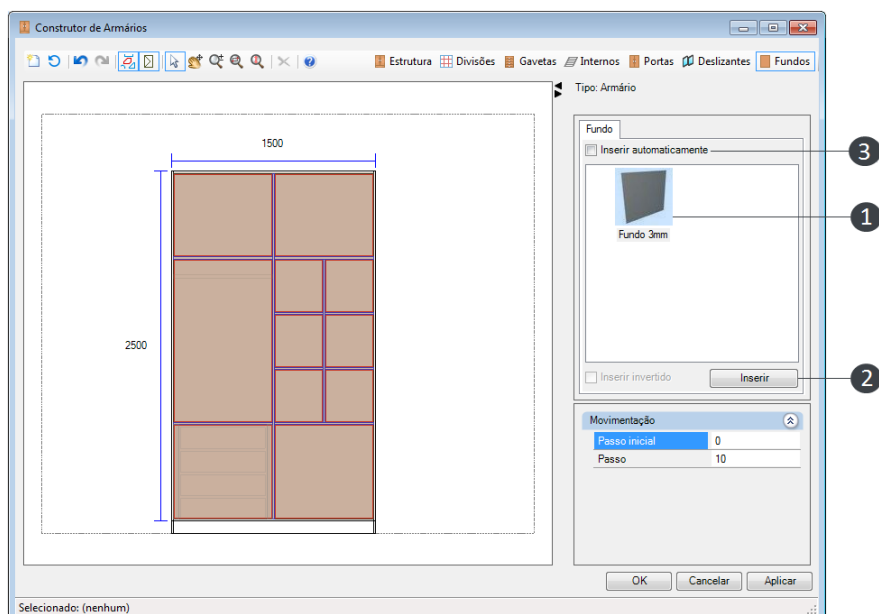 Construtor de Armários
Estrutura Divisões Gavetas Internos Portas Deslizantes Fundos
Tipo: Armário
Fundo
Inserir automaticamente
3
1
Fundo 3mm
Inserir invertido Inserir
2
Movimentação
Passo inicial 0
Passo 10
1500
2500
OK Cancelar Aplicar
Selecionado: (nenhum)